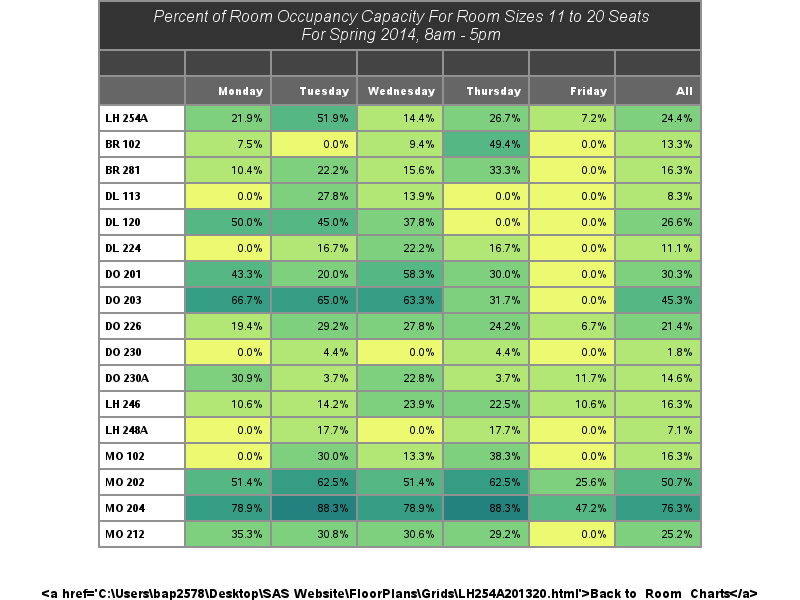 Percent of Room Occupancy Capacity For Room Sizes 11 to 20 Seats
For Spring 2014, 8am - 5pm
Monday Tuesday Wednesday Thursday Friday All
LH 254A 21.9% 51.9% 14.4% 26.7% 7.2% 24.4%
BR 102 7.5% 0.0% 9.4% 49.4% 0.0% 13.3%
BR 281 10.4% 22.2% 15.6% 33.3% 0.0% 16.3%
DL 113 0.0% 27.8% 13.9% 0.0% 0.0% 8.3%
DL 120 50.0% 45.0% 37.8% 0.0% 0.0% 26.6%
DL 224 0.0% 16.7% 22.2% 16.7% 0.0% 11.1%
DO 201 43.3% 20.0% 58.3% 30.0% 0.0% 30.3%
DO 203 66.7% 65.0% 63.3% 31.7% 0.0% 45.3%
DO 226 19.4% 29.2% 27.8% 24.2% 6.7% 21.4%
DO 230 0.0% 4.4% 0.0% 4.4% 0.0% 1.8%
DO 230A 30.9% 3.7% 22.8% 3.7% 11.7% 14.6%
LH 246 10.6% 14.2% 23.9% 22.5% 10.6% 16.3%
LH 248A 0.0% 17.7% 0.0% 17.7% 0.0% 7.1%
MO 102 0.0% 30.0% 13.3% 38.3% 0.0% 16.3%
MO 202 51.4% 62.5% 51.4% 62.5% 25.6% 50.7%
MO 204 78.9% 88.3% 78.9% 88.3% 47.2% 76.3%
MO 212 35.3% 30.8% 30.6% 29.2% 0.0% 25.2%
<a href='C:\Users\bap2578\Desktop\SAS Website\FloorPlans\Grids\LH254A201320.html'>Back to Room Charts</a>